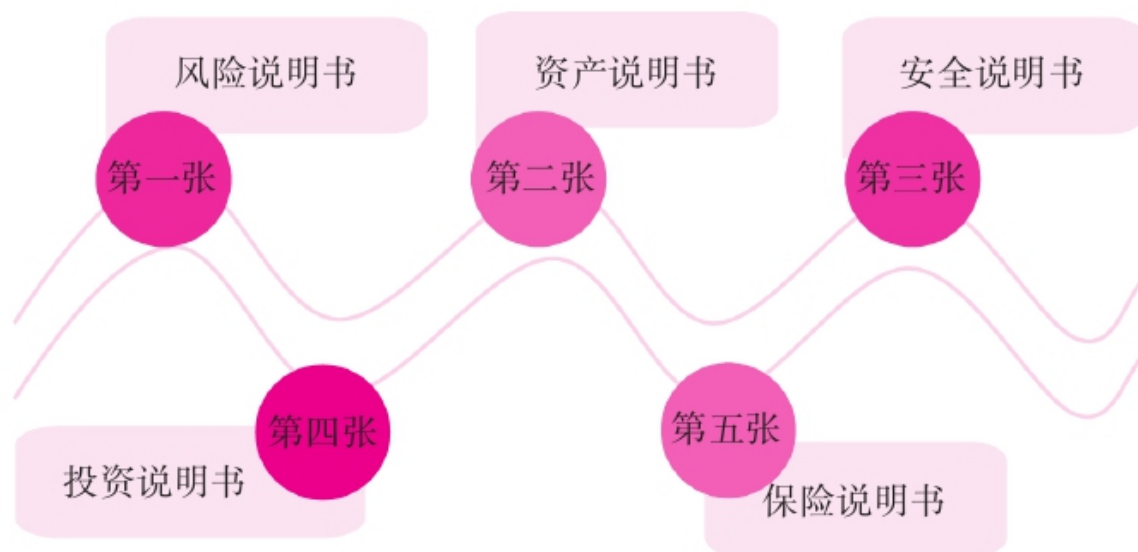 风险说明书
第一张
资产说明书
第二张
安全说明书
第三张
第四张
投资说明书
第五张
保险说明书